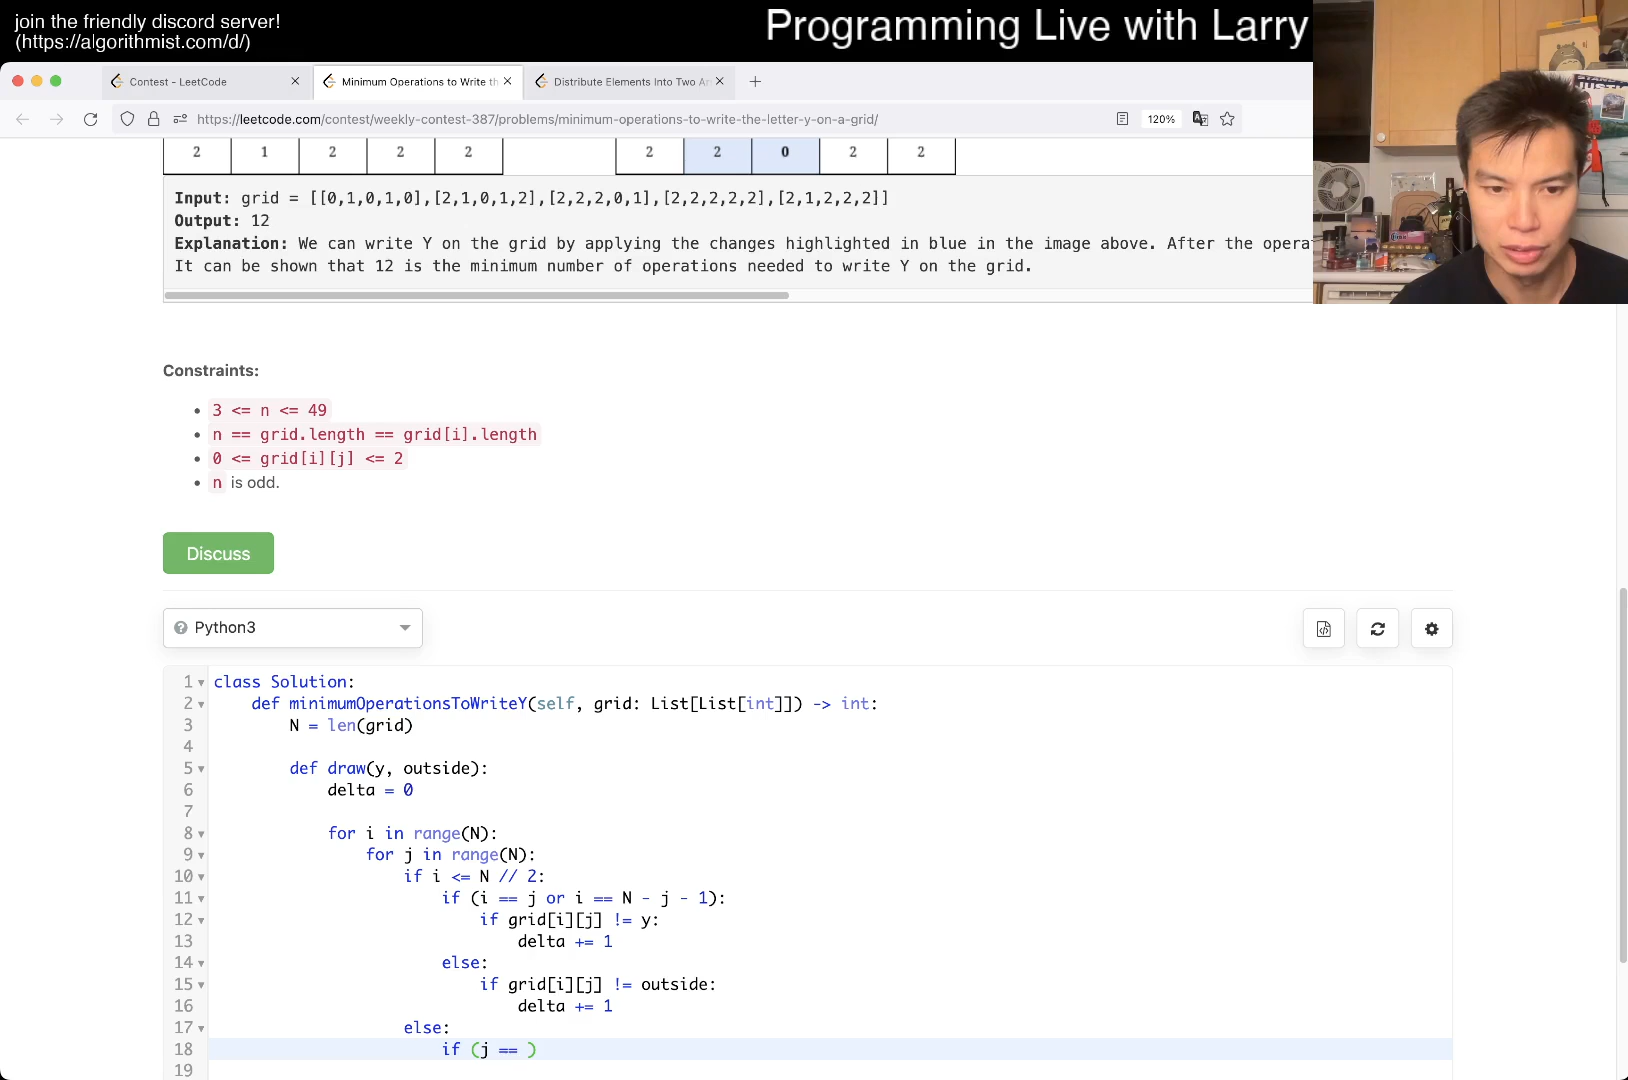 join the friendly discord server!
(https://algorithmist.com/d/)
Programming Live with Larry
Contest - LeetCode
Minimum Operations to Write th
Distribute Elements Into Two Ar
https://leetcode.com/contest/weekly-contest-387/problems/minimum-operations-to-write-the-letter-y-on-a-grid/
120%
2 1 2 2 2 2 2 0 2 2
Input: grid = [[0,1,0,1,0],[2,1,0,1,2],[2,2,2,0,1],[2,2,2,2,2],[2,1,2,2,2]]
Output: 12
Explanation: We can write Y on the grid by applying the changes highlighted in blue in the image above. After the opera
It can be shown that 12 is the minimum number of operations needed to write Y on the grid.
Constraints:
• 3 <= n <= 49
• n == grid.length == grid[i].length
• 0 <= grid[i][j] <= 2
• n is odd.
Discuss
Python3
1 class Solution:
2 def minimumOperationsToWriteY(self, grid: List[List[int]]) -> int:
3 N = len(grid)
4
5 def draw(y, outside):
6 delta = 0
7
8 for i in range(N):
9 for j in range(N):
10 if i <= N // 2:
11 if (i == j or i == N - j - 1):
12 if grid[i][j] != y:
13 delta += 1
14 else:
15 if grid[i][j] != outside:
16 delta += 1
17 else:
18 if (j == )
19